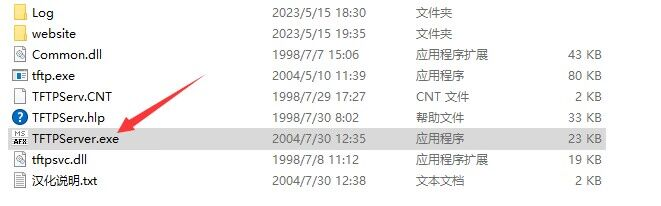 Log 2023/5/15 18:30 文件夹
website 2023/5/15 19:35 文件夹
Common.dll 1998/7/7 15:06 应用程序扩展 43 KB
tftp.exe 2004/5/10 11:39 应用程序 80 KB
TFTPServ.CNT 1998/7/29 17:27 CNT 文件 2 KB
TFTPServ.hlp 1998/7/30 8:02 帮助文件 33 KB
MS AFX TFTPServer.exe 2004/7/30 12:35 应用程序 23 KB
tftpsvc.dll 1998/7/8 11:12 应用程序扩展 19 KB
汉化说明.txt 2004/7/30 12:38 文本文档 2 KB